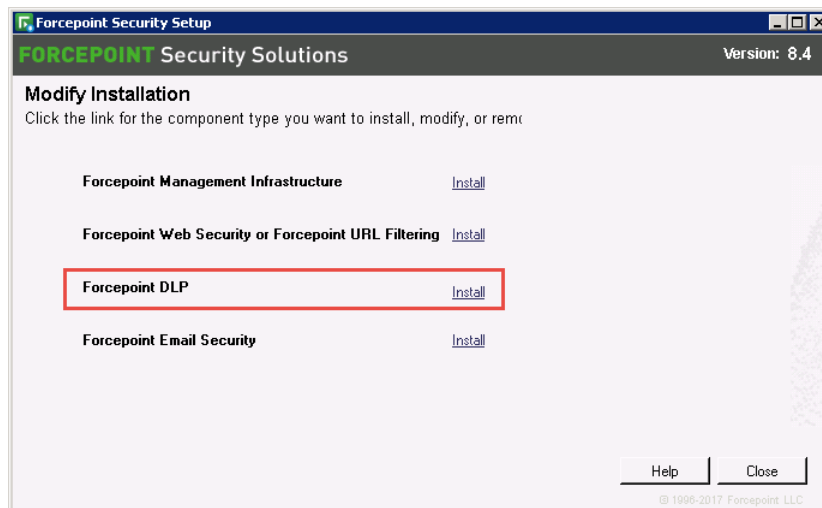 Forcepoint Security Setup
FORCEPOINT Security Solutions
Version: 8.4
Modify Installation
Click the link for the component type you want to install, modify, or
Forcepoint Management Infrastructure Install
Forcepoint Web Security or Forcepoint URL Filtering Install
Forcepoint DLP Install
Forcepoint Email Security Install
Help Close
© 1996-2017 Forcepoint LLC